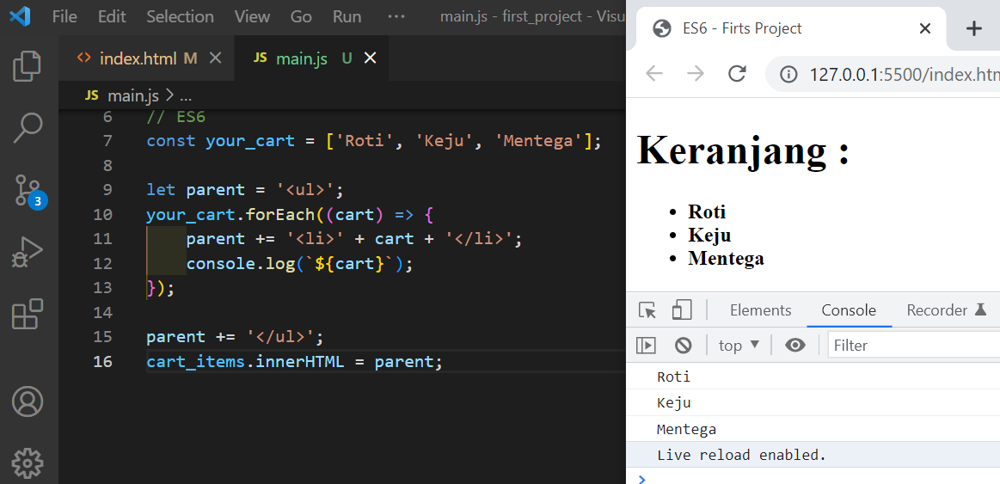 File Edit Selection View Go Run ··· main.js - first_project - Visu
<> index.html M ✕ JS main.js U ✕
JS main.js > ...
6 // ES6
7 const your_cart = ['Roti', 'Keju', 'Mentega'];
8
9 let parent = '<ul>';
10 your_cart.forEach((cart) => {
11 parent += '<li>' + cart + '</li>';
12 console.log(`${cart}`);
13 });
14
15 parent += '</ul>';
16 cart_items.innerHTML = parent;
3
ES6 - Firts Project
127.0.0.1:5500/index.htm
Keranjang :
• Roti
• Keju
• Mentega
Elements Console Recorder
top ▼ Filter
Roti
Keju
Mentega
Live reload enabled.
>